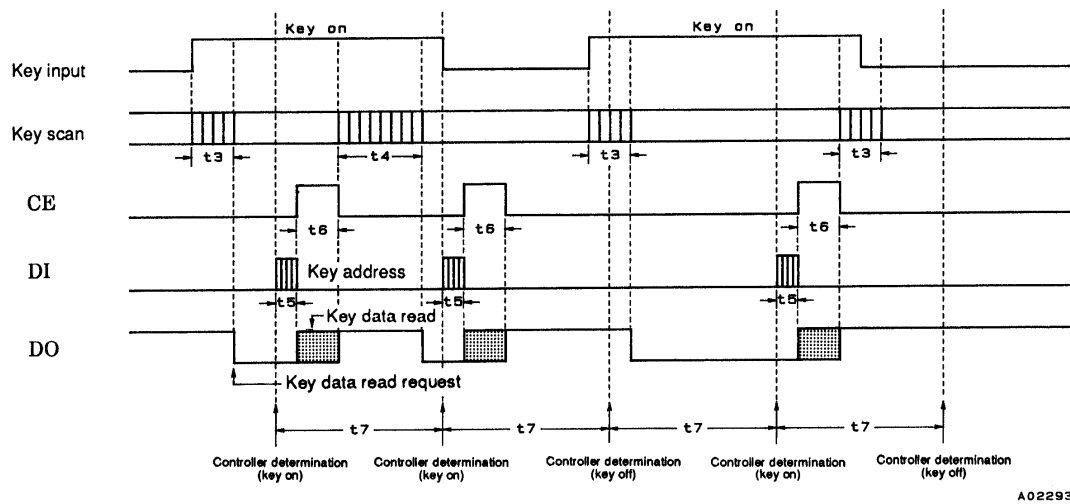 Key on
Key on
Key input
Key scan
t3
t4
t3
t3
CE
t6
t6
t6
DI
Key address
t5
t5
t5
Key data read
DO
Key data read request
t7
t7
t7
t7
Controller determination
(key on)
Controller determination
(key on)
Controller determination
(key off)
Controller determination
(key on)
Controller determination
(key off)
A02293